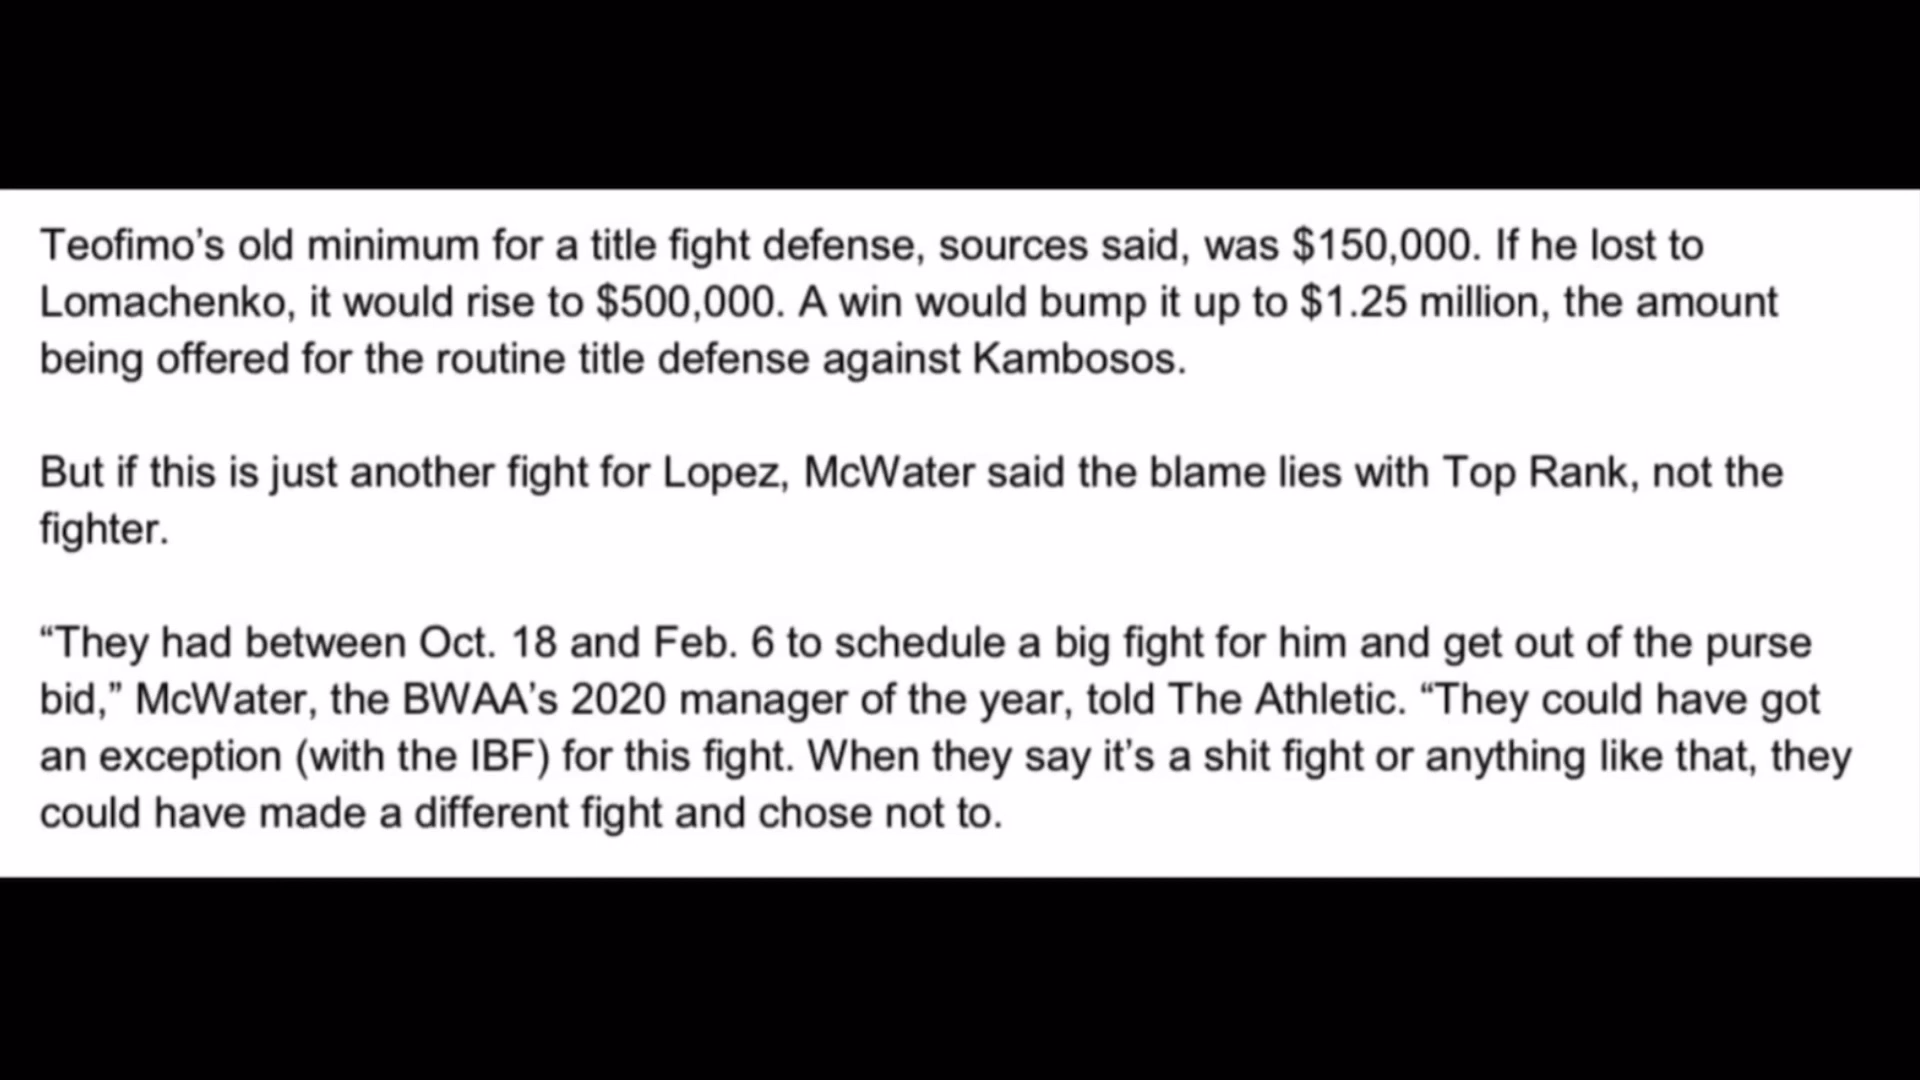 Teofimo’s old minimum for a title fight defense, sources said, was $150,000. If he lost to
Lomachenko, it would rise to $500,000. A win would bump it up to $1.25 million, the amount
being offered for the routine title defense against Kambosos.
But if this is just another fight for Lopez, McWater said the blame lies with Top Rank, not the
fighter.
“They had between Oct. 18 and Feb. 6 to schedule a big fight for him and get out of the purse
bid,” McWater, the BWAA’s 2020 manager of the year, told The Athletic. “They could have got
an exception (with the IBF) for this fight. When they say it’s a shit fight or anything like that, they
could have made a different fight and chose not to.